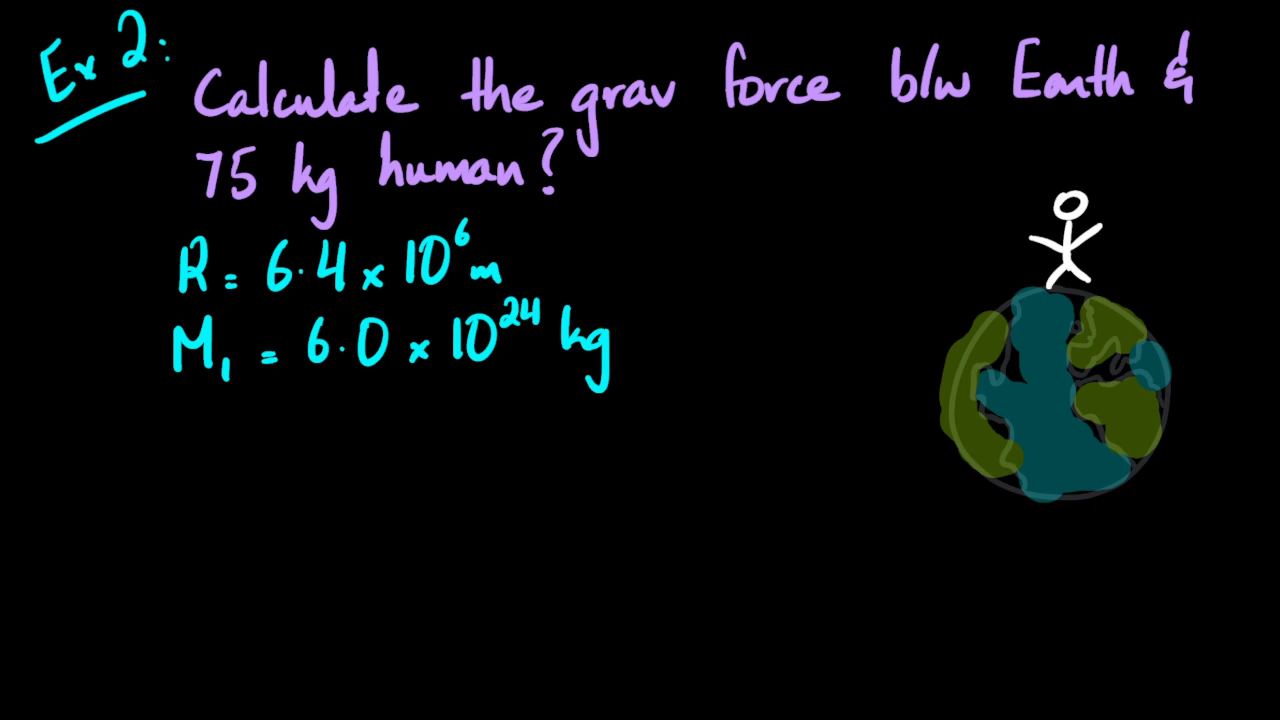 Ex 2:
Calculate the grav force b/w Earth &
75 kg human?
R = 6.4 × 10⁶ m
M₁ = 6.0 × 10²⁴ kg